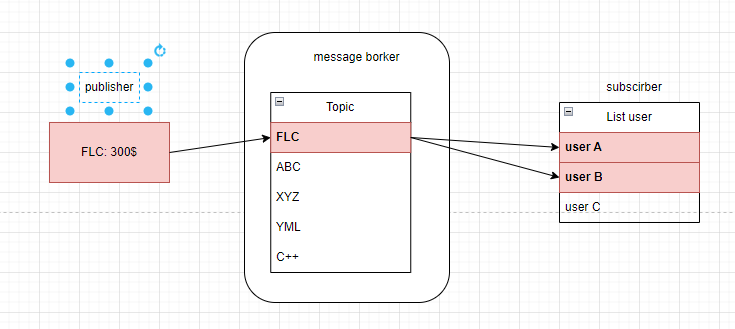 message borker
publisher
subscirber
Topic
List user
FLC: 300$
FLC
user A
ABC
user B
XYZ
user C
YML
C++